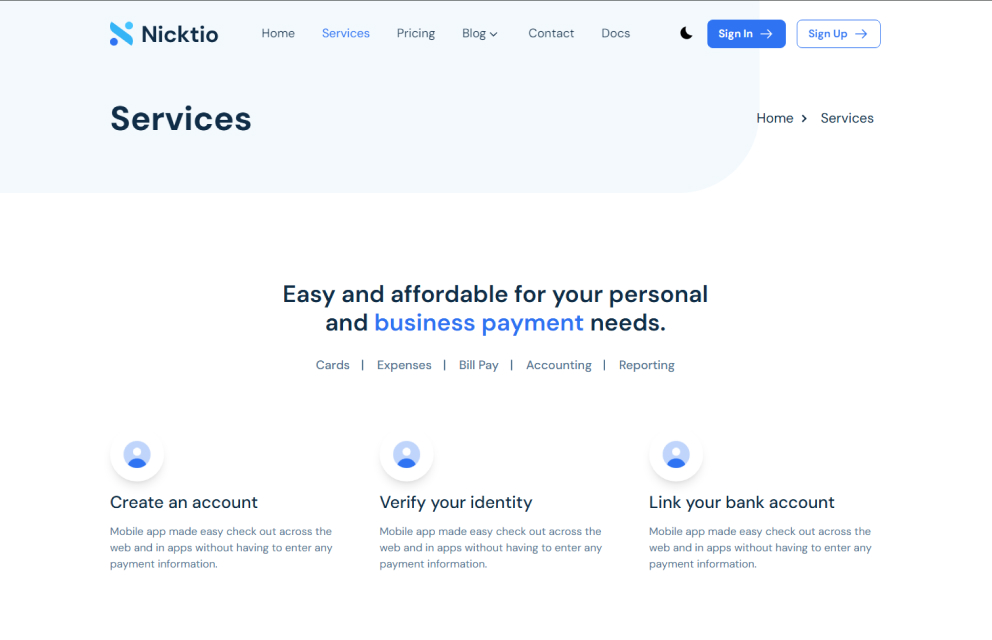 Nicktio
Home Services Pricing Blog Contact Docs
Sign In Sign Up
Services
Home Services
Easy and affordable for your personal
and business payment needs.
Cards | Expenses | Bill Pay | Accounting | Reporting
Create an account
Mobile app made easy check out across the
web and in apps without having to enter any
payment information.
Verify your identity
Mobile app made easy check out across the
web and in apps without having to enter any
payment information.
Link your bank account
Mobile app made easy check out across the
web and in apps without having to enter any
payment information.